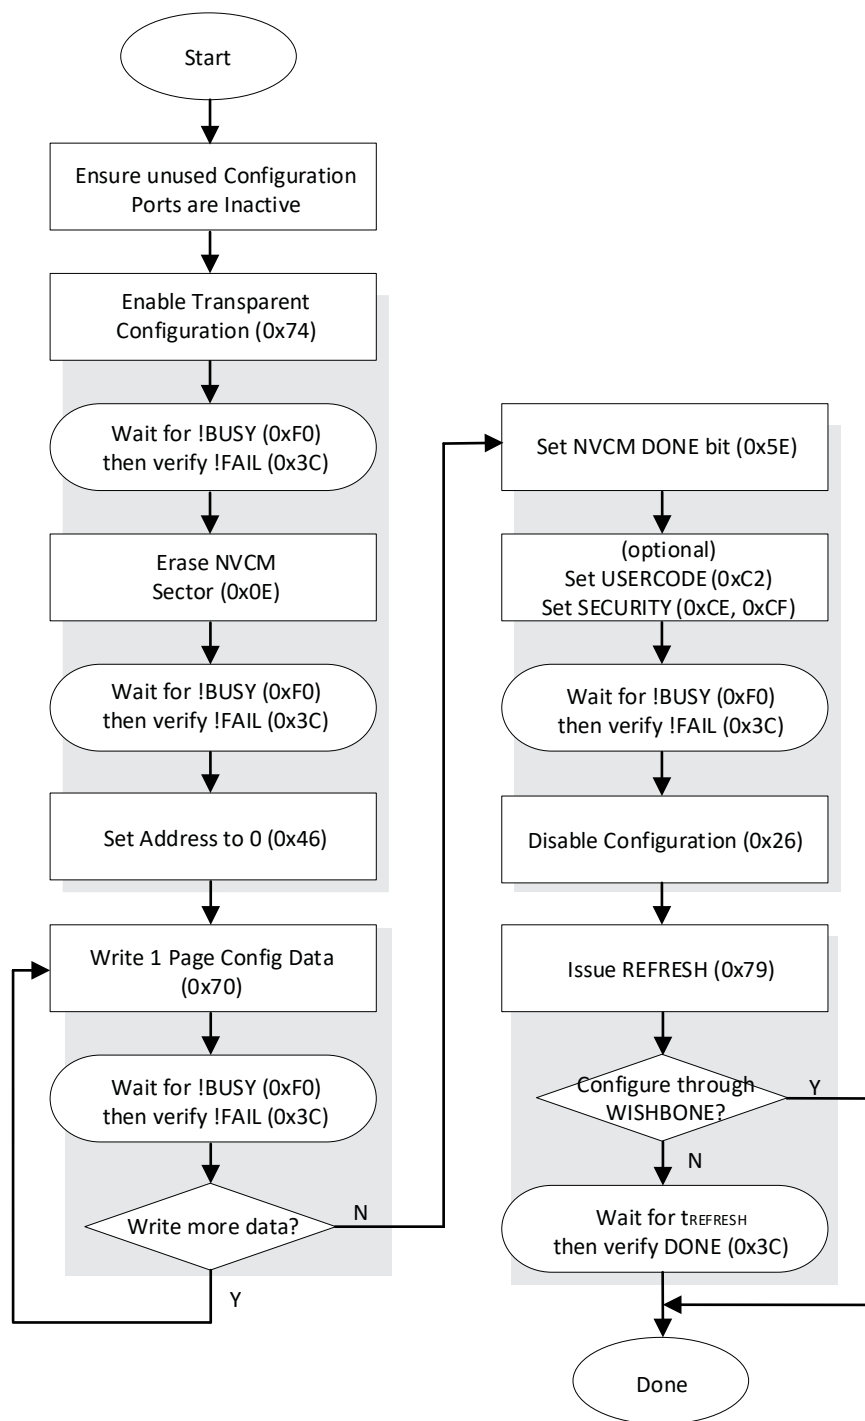 Start
Ensure unused Configuration
Ports are Inactive
Enable Transparent
Configuration (0x74)
Wait for !BUSY (0xF0)
then verify !FAIL (0x3C)
Erase NVCM
Sector (0x0E)
Wait for !BUSY (0xF0)
then verify !FAIL (0x3C)
Set Address to 0 (0x46)
Write 1 Page Config Data
(0x70)
Wait for !BUSY (0xF0)
then verify !FAIL (0x3C)
Write more data?
N
Y
Set NVCM DONE bit (0x5E)
(optional)
Set USERCODE (0xC2)
Set SECURITY (0xCE, 0xCF)
Wait for !BUSY (0xF0)
then verify !FAIL (0x3C)
Disable Configuration (0x26)
Issue REFRESH (0x79)
Configure through
WISHBONE?
Y
N
Wait for tREFRESH
then verify DONE (0x3C)
Done